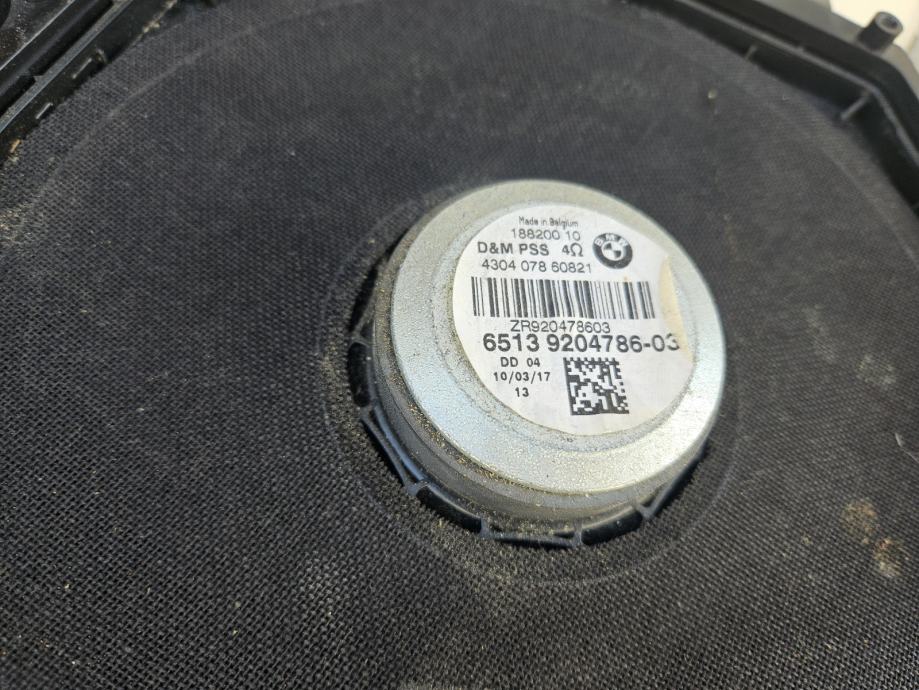 Made in Belgium
188200 10
D&M PSS 4Ω
BMW
4304 078 60821
ZR920478603
6513 9204786-03
DD 04
10/03/17
13